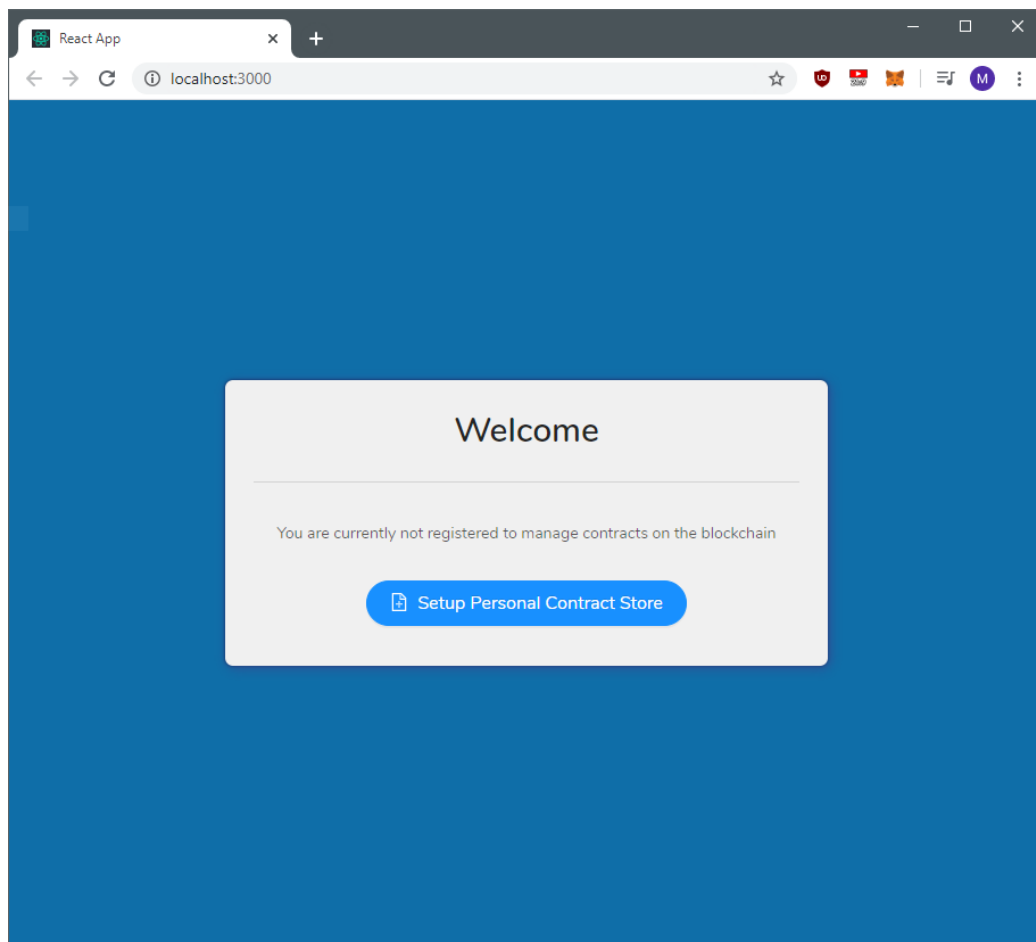 React App
localhost:3000
M
Welcome
You are currently not registered to manage contracts on the blockchain
Setup Personal Contract Store